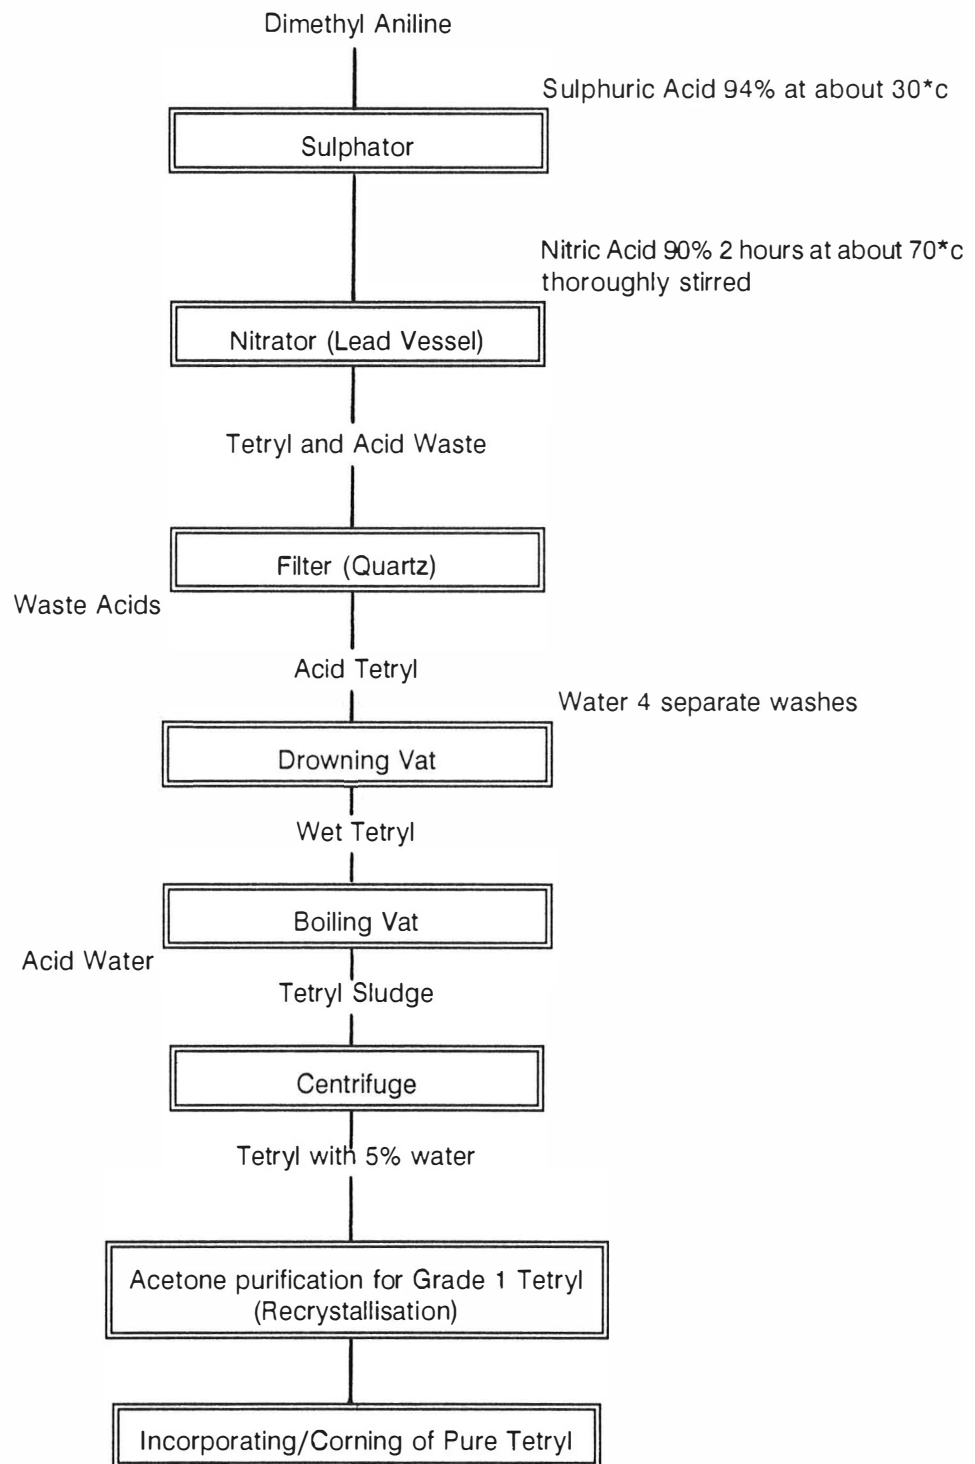 Dimethyl Aniline
Sulphuric Acid 94% at about 30*c
Sulphator
Nitric Acid 90% 2 hours at about 70*c
thoroughly stirred
Nitrator (Lead Vessel)
Tetryl and Acid Waste
Filter (Quartz)
Waste Acids
Acid Tetryl
Water 4 separate washes
Drowning Vat
Wet Tetryl
Boiling Vat
Acid Water
Tetryl Sludge
Centrifuge
Tetryl with 5% water
Acetone purification for Grade 1 Tetryl
(Recrystallisation)
Incorporating/Corning of Pure Tetryl